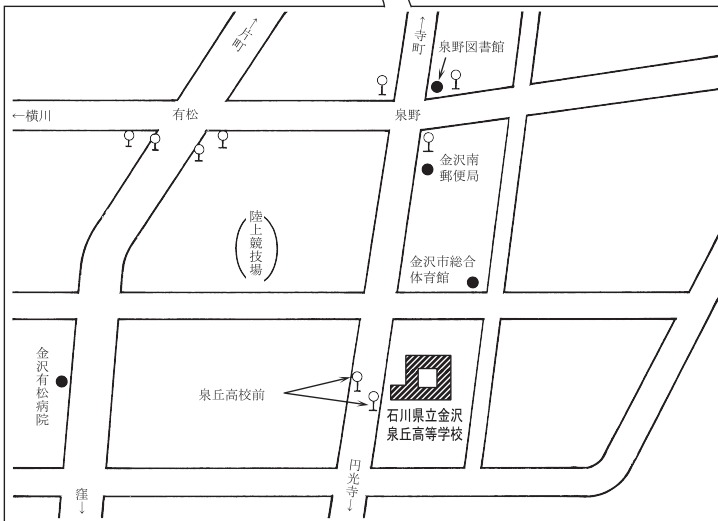 ↑片町
↑寺町
泉野図書館
←横川
有松
泉野
金沢南
郵便局
陸上競技場
金沢市総合
体育館
金沢有松病院
泉丘高校前
石川県立金沢
泉丘高等学校
窪↓
円光寺↓